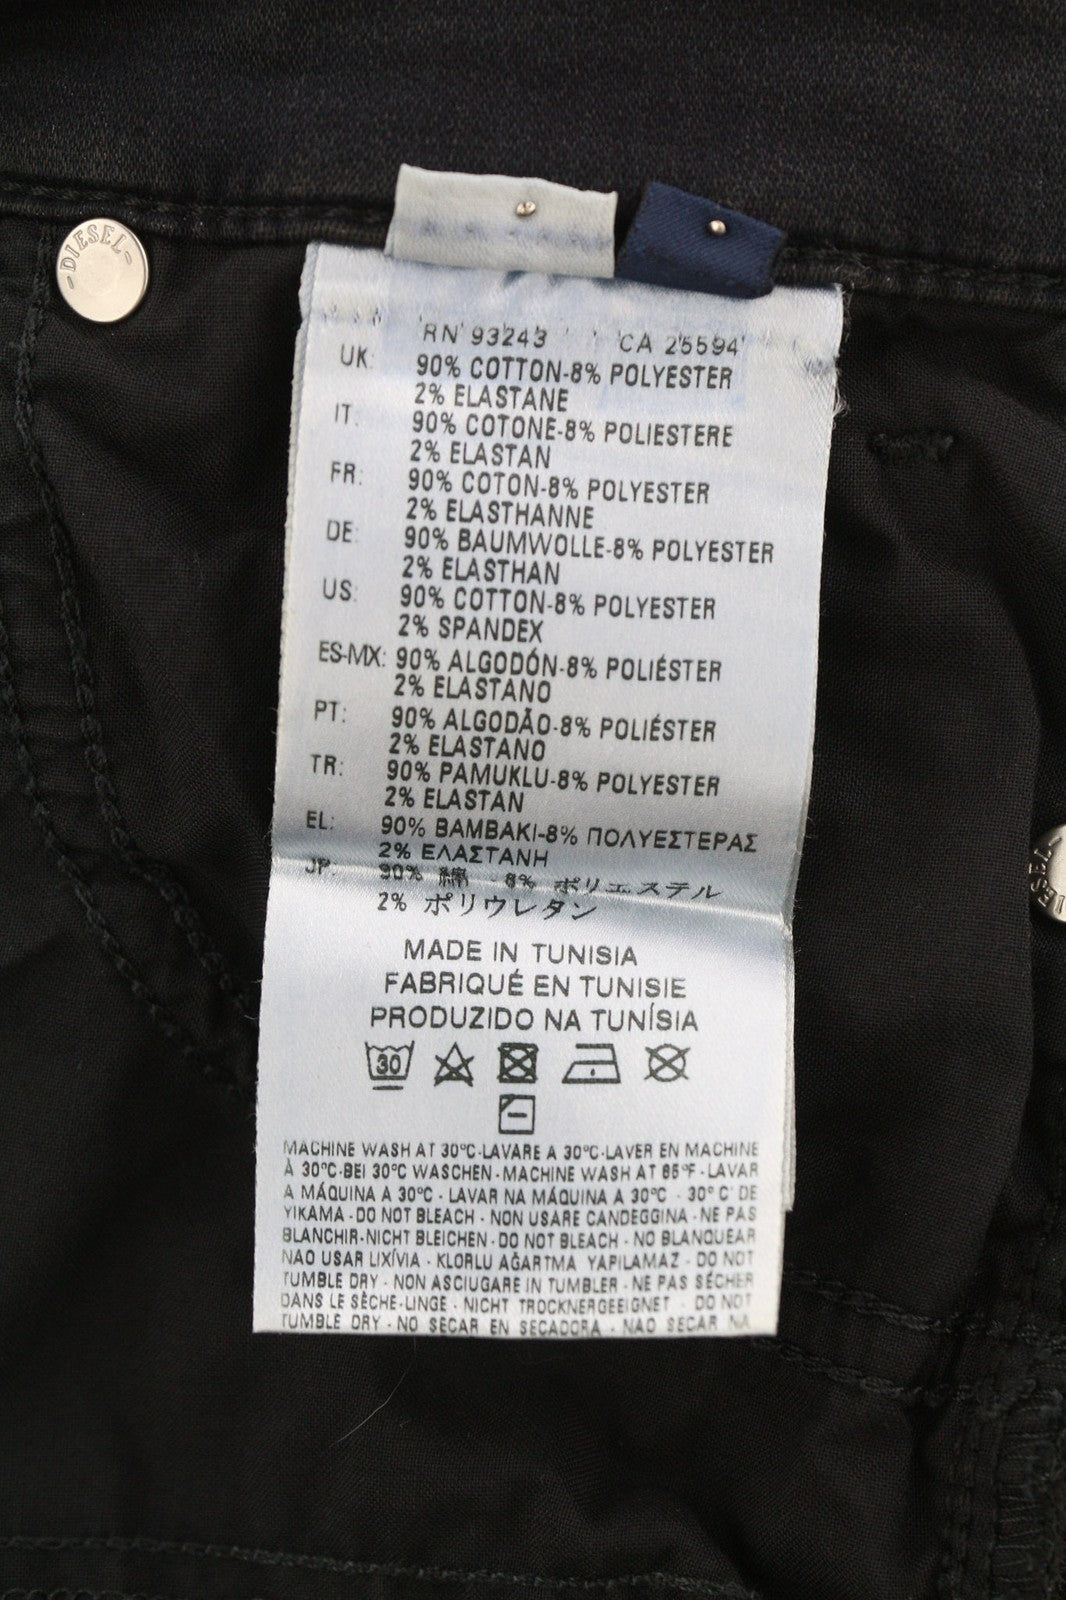 -DIESEL-
RN 93243 CA 25594
UK: 90% COTTON-8% POLYESTER
2% ELASTANE
IT: 90% COTONE-8% POLIESTERE
2% ELASTAN
FR: 90% COTON-8% POLYESTER
2% ELASTHANNE
DE: 90% BAUMWOLLE-8% POLYESTER
2% ELASTHAN
US: 90% COTTON-8% POLYESTER
2% SPANDEX
ES-MX: 90% ALGODÓN-8% POLIÉSTER
2% ELASTANO
PT: 90% ALGODÃO-8% POLIÉSTER
2% ELASTANO
TR: 90% PAMUKLU-8% POLYESTER
2% ELASTAN
EL: 90% BAMBAKI-8% ΠΟΛΥΕΣΤΕΡΑΣ
2% ΕΛΑΣΤΑΝΗ
JP: 90% 綿 - 8% ポリエステル
2% ポリウレタン
MADE IN TUNISIA
FABRIQUÉ EN TUNISIE
PRODUZIDO NA TUNÍSIA
30
MACHINE WASH AT 30°C-LAVARE A 30°C-LAVER EN MACHINE
À 30°C-BEI 30°C WASCHEN - MACHINE WASH AT 85°F - LAVAR
A MÁQUINA A 30°C - LAVAR NA MÁQUINA A 30°C - 30° C' DE
YIKAMA - DO NOT BLEACH - NON USARE CANDEGGINA - NE PAS
BLANCHIR-NICHT BLEICHEN - DO NOT BLEACH - NO BLANQUEAR
NAO USAR LIXÍVIA - KLORLU AĞARTMA YAPILAMAZ - DO NOT
TUMBLE DRY - NON ASCIUGARE IN TUMBLER - NE PAS SÉCHER
DANS LE SÈCHE-LINGE - NICHT TROCKNERGEEIGNET - DO NOT
TUMBLE DRY - NO SECAR EN SECADORA - NAO SECAR NA
DIESEL